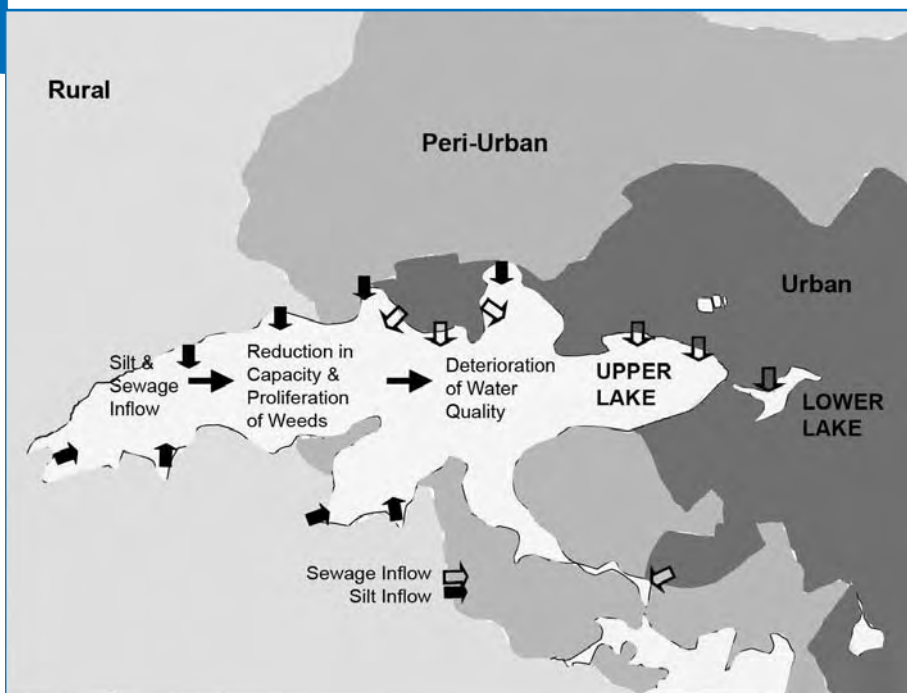 Rural
Peri-Urban
Urban
Silt &
Sewage
Inflow
Reduction in
Capacity &
Proliferation
of Weeds
Deterioration
of Water
Quality
UPPER
LAKE
LOWER
LAKE
Sewage Inflow
Silt Inflow